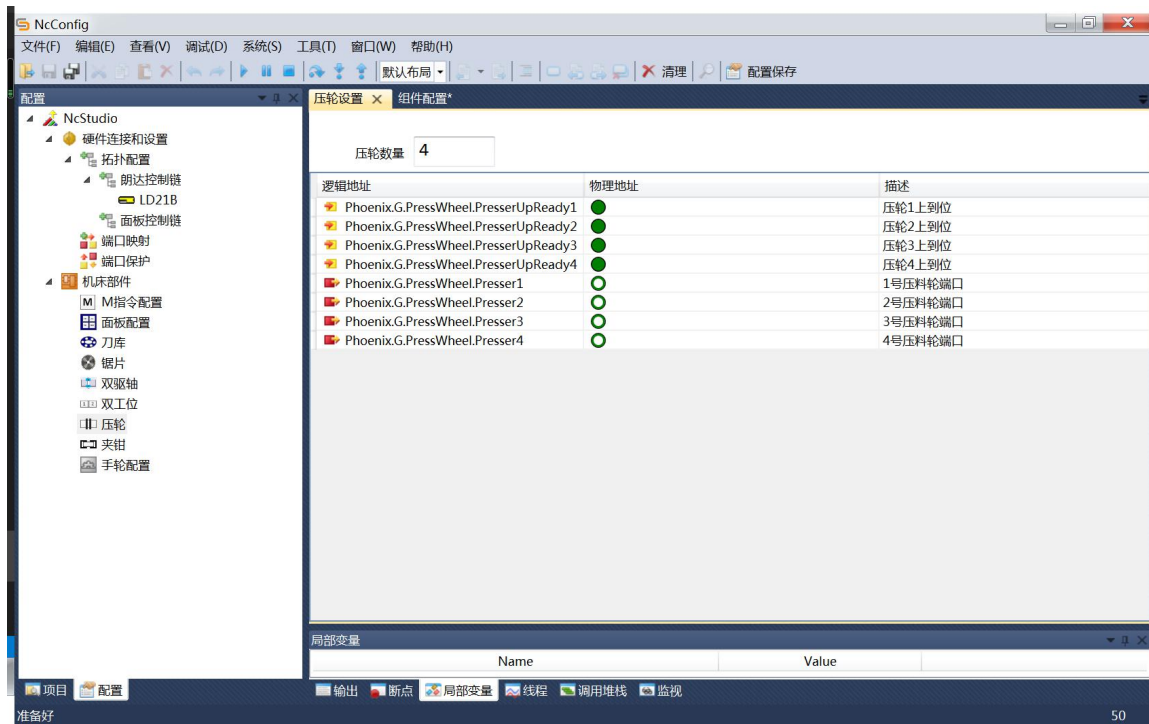 NcConfig
文件(F) 编辑(E) 查看(V) 调试(D) 系统(S) 工具(T) 窗口(W) 帮助(H)
默认布局 清理 配置保存
配置
压轮设置 组件配置*
NcStudio
硬件连接和设置
拓扑配置
朗达控制链
LD21B
面板控制链
端口映射
端口保护
机床部件
M M指令配置
面板配置
刀库
锯片
双驱轴
双工位
压轮
夹钳
手轮配置
压轮数量 4
逻辑地址 物理地址 描述
Phoenix.G.PressWheel.PresserUpReady1 压轮1上到位
Phoenix.G.PressWheel.PresserUpReady2 压轮2上到位
Phoenix.G.PressWheel.PresserUpReady3 压轮3上到位
Phoenix.G.PressWheel.PresserUpReady4 压轮4上到位
Phoenix.G.PressWheel.Presser1 1号压料轮端口
Phoenix.G.PressWheel.Presser2 2号压料轮端口
Phoenix.G.PressWheel.Presser3 3号压料轮端口
Phoenix.G.PressWheel.Presser4 4号压料轮端口
局部变量
Name Value
项目 配置
输出 断点 局部变量 线程 调用堆栈 监视
准备好 50